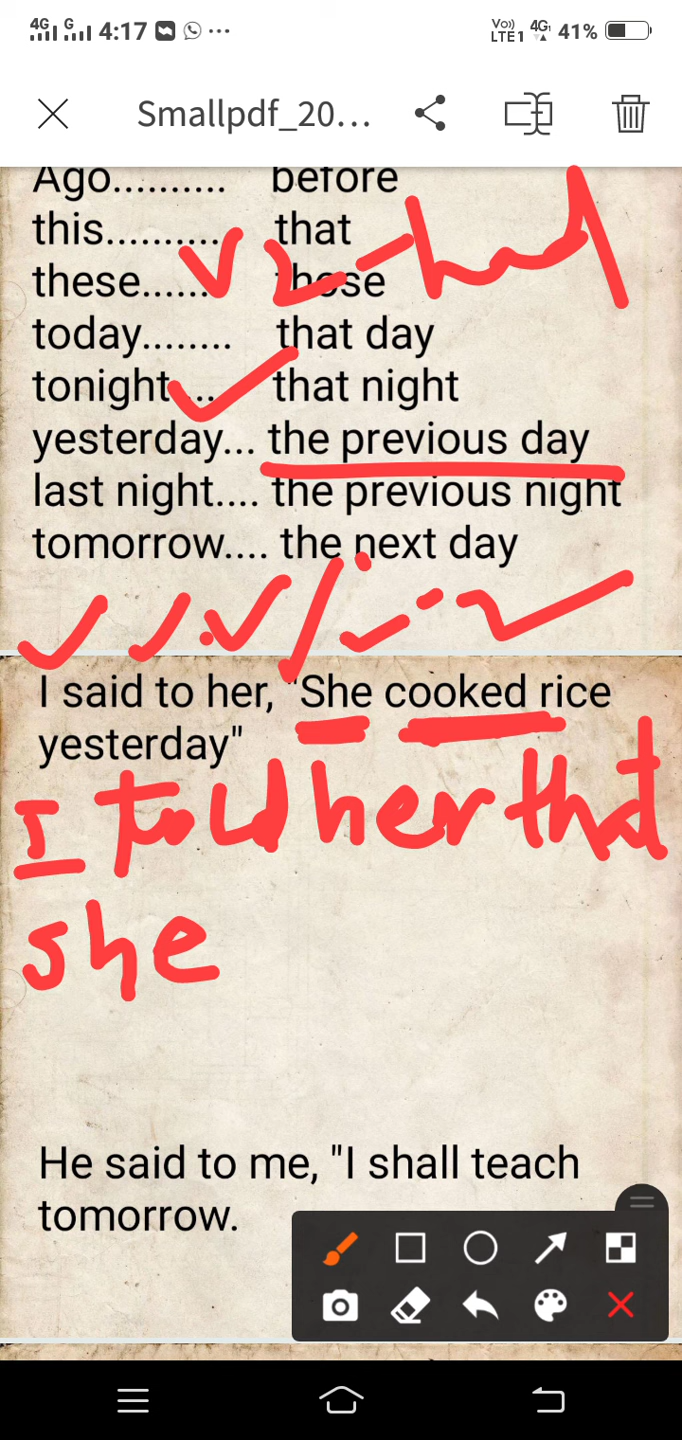 4G G 4:17 ··· Vo)) LTE1 4G 41%
Smallpdf_20...
Ago.......... before
this.......... that
these...... those
today........ that day
tonight.... that night
yesterday... the previous day
last night.... the previous night
tomorrow.... the next day
V2-had
I said to her, "She cooked rice
yesterday"
I told her that
she
He said to me, "I shall teach
tomorrow.